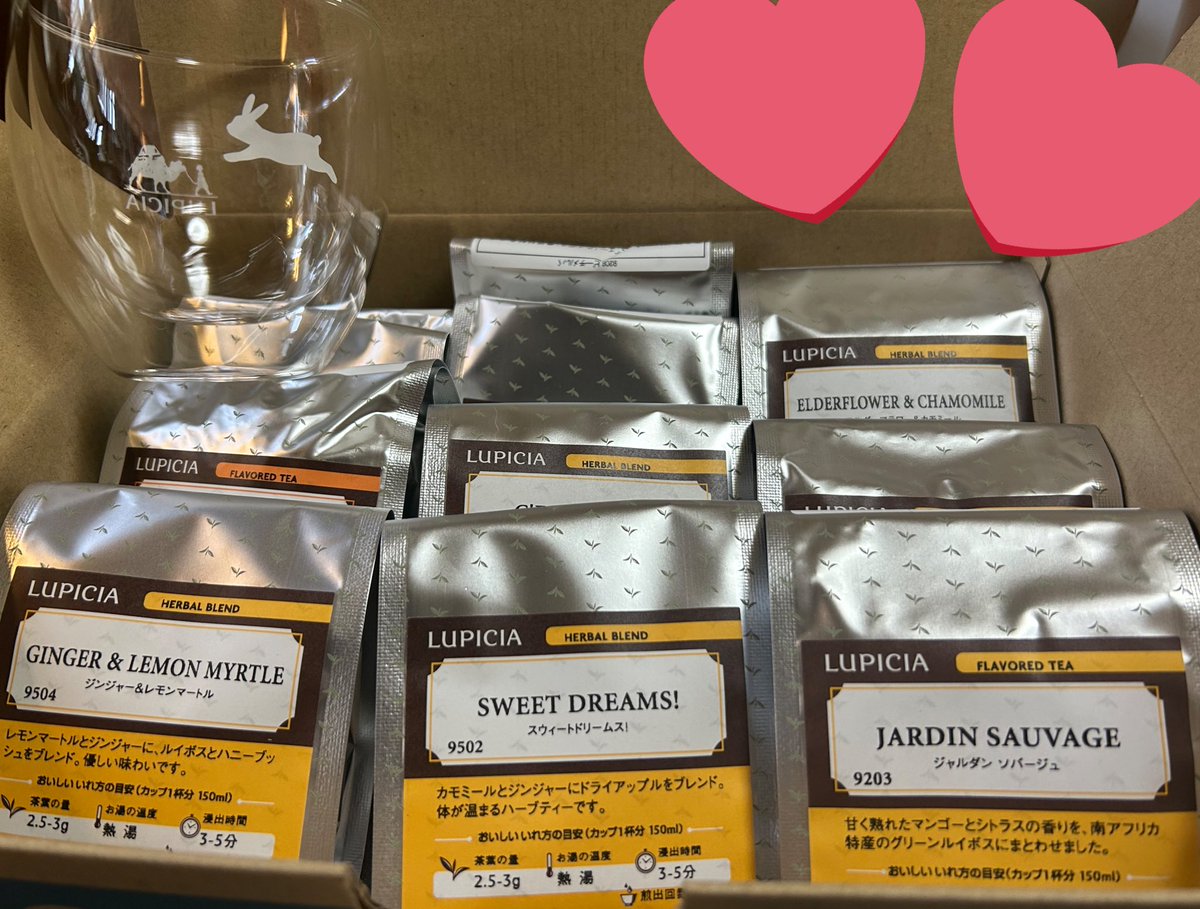 LUPICIA
LUPICIA HERBAL BLEND
ELDERFLOWER & CHAMOMILE
LUPICIA FLAVORED TEA
LUPICIA HERBAL BLEND
LUPICIA
LUPICIA HERBAL BLEND
GINGER & LEMON MYRTLE
ジンジャー&レモンマートル
9504
レモンマートルとジンジャーに、ルイボスとハニーブッ
シュをブレンド。優しい味わいです。
おいしいいれ方の目安(カップ1杯分 150ml)
茶葉の量 お湯の温度 浸出時間
2.5-3g 熱湯 3-5分
LUPICIA HERBAL BLEND
SWEET DREAMS!
スウィートドリームス!
9502
カモミールとジンジャーにドライアップルをブレンド。
体が温まるハーブティーです。
おいしいいれ方の目安(カップ1杯分 150ml)
茶葉の量 お湯の温度 浸出時間
2.5-3g 熱湯 3-5分
煎出回数
LUPICIA FLAVORED TEA
JARDIN SAUVAGE
ジャルダン ソバージュ
9203
甘く熟れたマンゴーとシトラスの香りを、南アフリカ
特産のグリーンルイボスにまとわせました。
おいしいいれ方の目安(カップ1杯分 150ml)